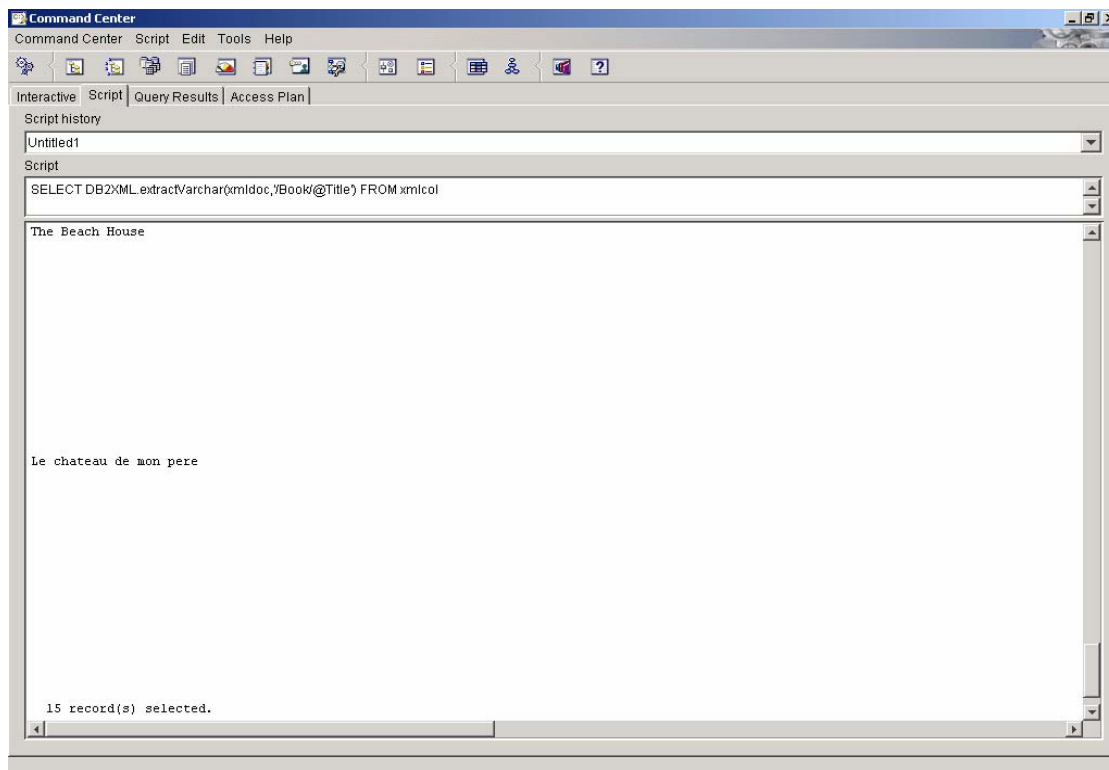 Command Center
Command Center Script Edit Tools Help
Interactive Script Query Results Access Plan
Script history
Untitled1
Script
SELECT DB2XML.extractVarchar(xmldoc,'/Book/@Title') FROM xmlcol
The Beach House
Le chateau de mon pere
15 record(s) selected.